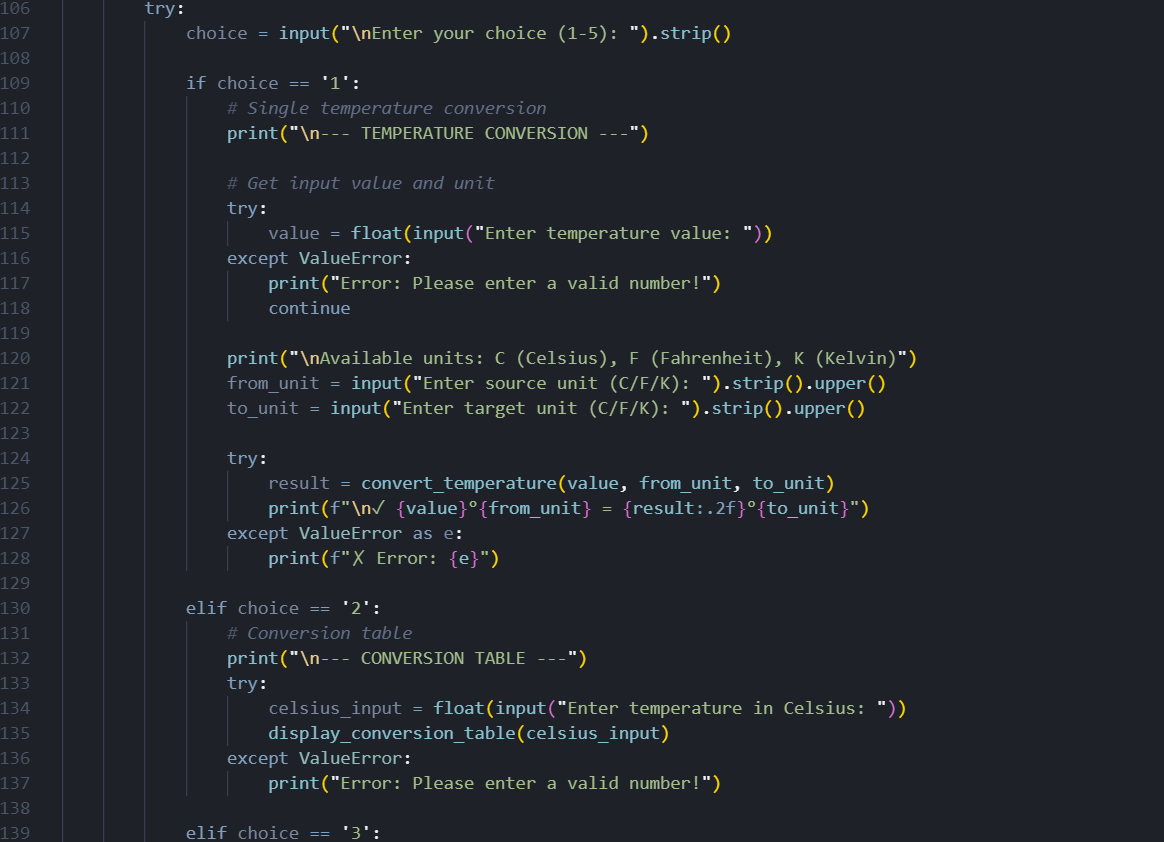 106 try:
107 choice = input("\nEnter your choice (1-5): ").strip()
108
109 if choice == '1':
110 # Single temperature conversion
111 print("\n--- TEMPERATURE CONVERSION ---")
112
113 # Get input value and unit
114 try:
115 value = float(input("Enter temperature value: "))
116 except ValueError:
117 print("Error: Please enter a valid number!")
118 continue
119
120 print("\nAvailable units: C (Celsius), F (Fahrenheit), K (Kelvin)")
121 from_unit = input("Enter source unit (C/F/K): ").strip().upper()
122 to_unit = input("Enter target unit (C/F/K): ").strip().upper()
123
124 try:
125 result = convert_temperature(value, from_unit, to_unit)
126 print(f"\n✓ {value}°{from_unit} = {result:.2f}°{to_unit}")
127 except ValueError as e:
128 print(f"✗ Error: {e}")
129
130 elif choice == '2':
131 # Conversion table
132 print("\n--- CONVERSION TABLE ---")
133 try:
134 celsius_input = float(input("Enter temperature in Celsius: "))
135 display_conversion_table(celsius_input)
136 except ValueError:
137 print("Error: Please enter a valid number!")
138
139 elif choice == '3':